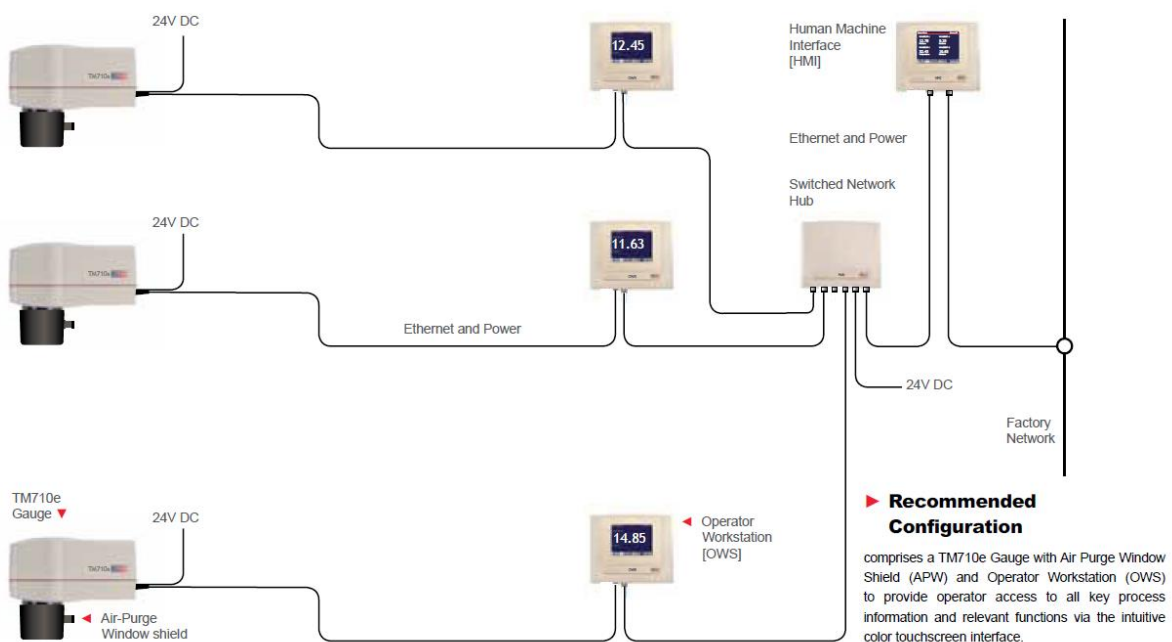 24V DC
12.45
Human Machine
Interface
[HMI]
TM710e
Ethernet and Power
Switched Network
Hub
24V DC
11.63
TM710e
Ethernet and Power
24V DC
Factory
Network
TM710e
Gauge ▼
24V DC
14.85
◄ Operator
Workstation
[OWS]
TM710e
◄ Air-Purge
Window shield
► Recommended
Configuration
comprises a TM710e Gauge with Air Purge Window
Shield (APW) and Operator Workstation (OWS)
to provide operator access to all key process
information and relevant functions via the intuitive
color touchscreen interface.